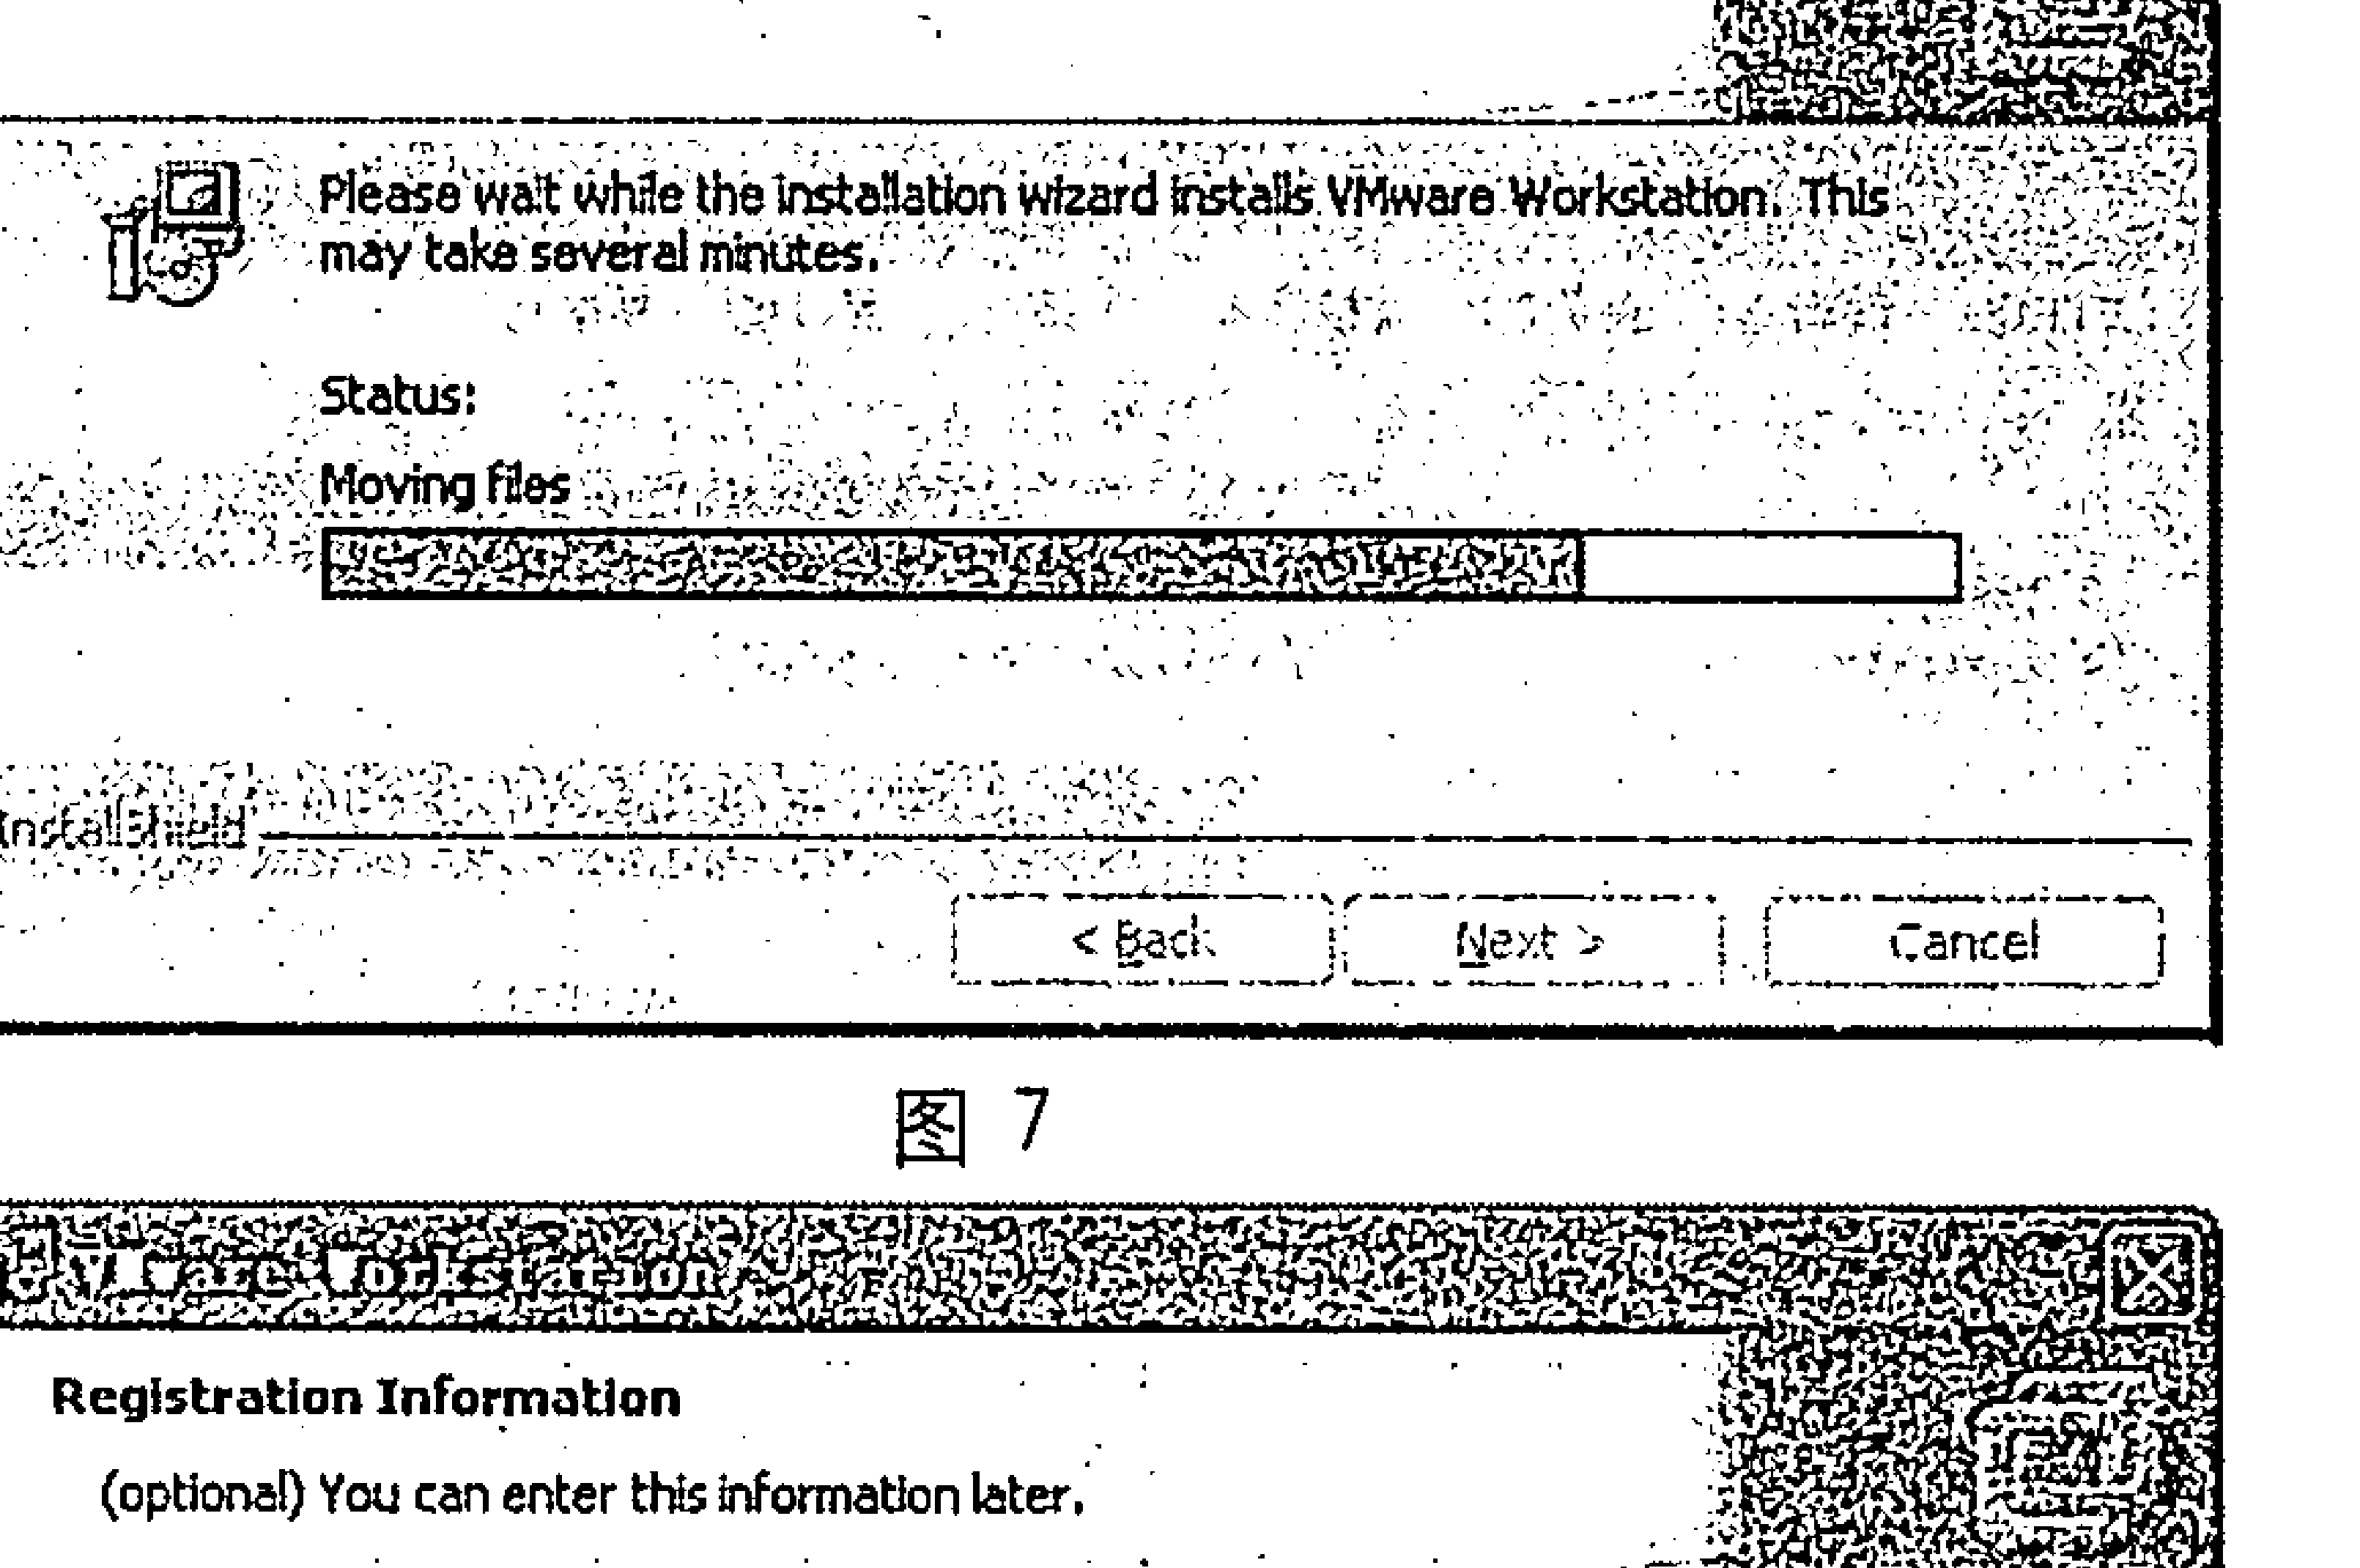 Please wait while the installation wizard installs VMware Workstation. This
may take several minutes.
Status:
Moving files
InstallShield
< Back
Next >
Cancel
图 7
VMware Workstation
Registration Information
(optional) You can enter this information later.